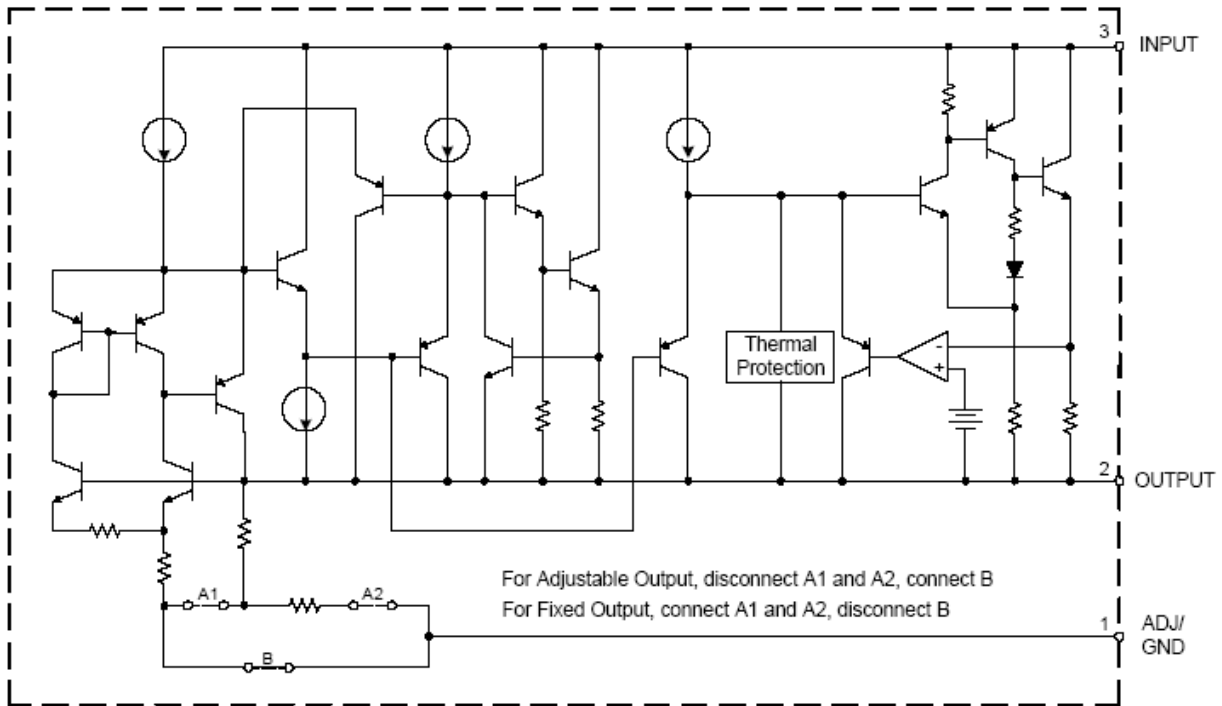 3
INPUT
Thermal
Protection
-
+
2
OUTPUT
For Adjustable Output, disconnect A1 and A2, connect B
A1
A2
For Fixed Output, connect A1 and A2, disconnect B
1
ADJ/
GND
B